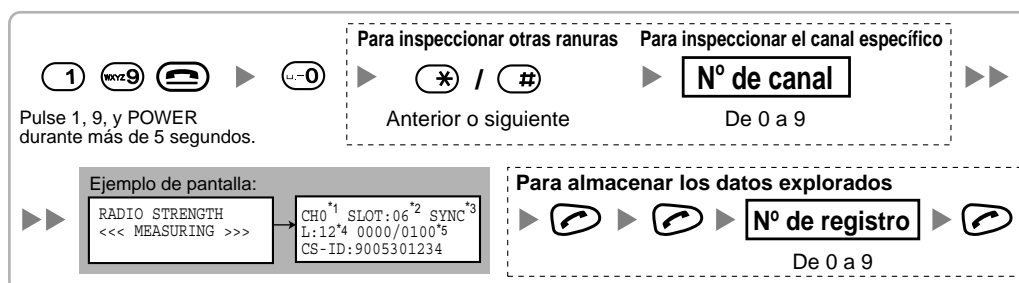 Para inspeccionar otras ranuras
Para inspeccionar el canal específico
1 WXYZ9 -0 * / # Nº de canal
Pulse 1, 9, y POWER
durante más de 5 segundos.
Anterior o siguiente
De 0 a 9
Ejemplo de pantalla:
RADIO STRENGTH
<<< MEASURING >>>
CH0*1 SLOT:06*2 SYNC*3
L:12*4 0000/0100*5
CS-ID:9005301234
Para almacenar los datos explorados
Nº de registro
De 0 a 9